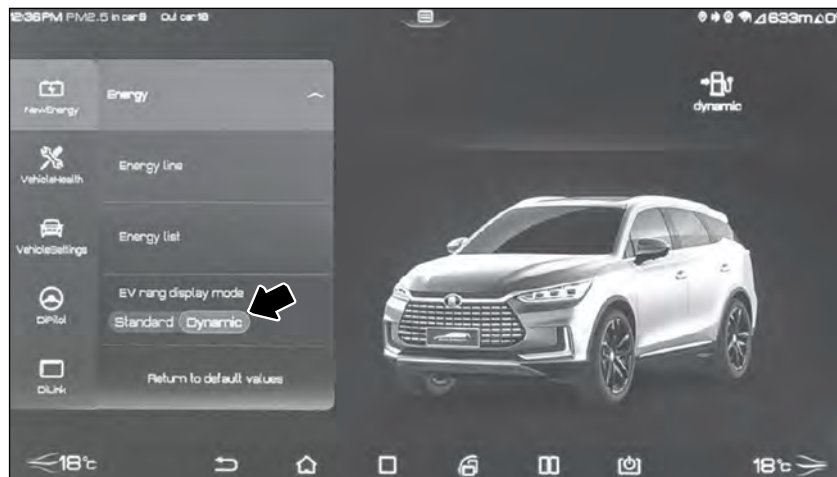 12:36PM PM2.5 in car 8 Out car 18
633m
dynamic
NewEnergy
Energy
VehicleHealth
Energy line
VehicleSettings
Energy list
DiPilot
EV rang display mode
Standard Dynamic
DiLink
Return to default values
18°c
18°c